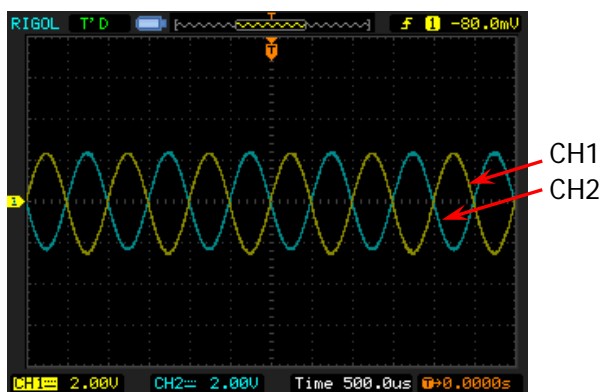 RIGOL T'D T f 1 -80.0mV
T
CH1
CH2
1
CH1 2.00V CH2 2.00V Time 500.0us T→0.0000s